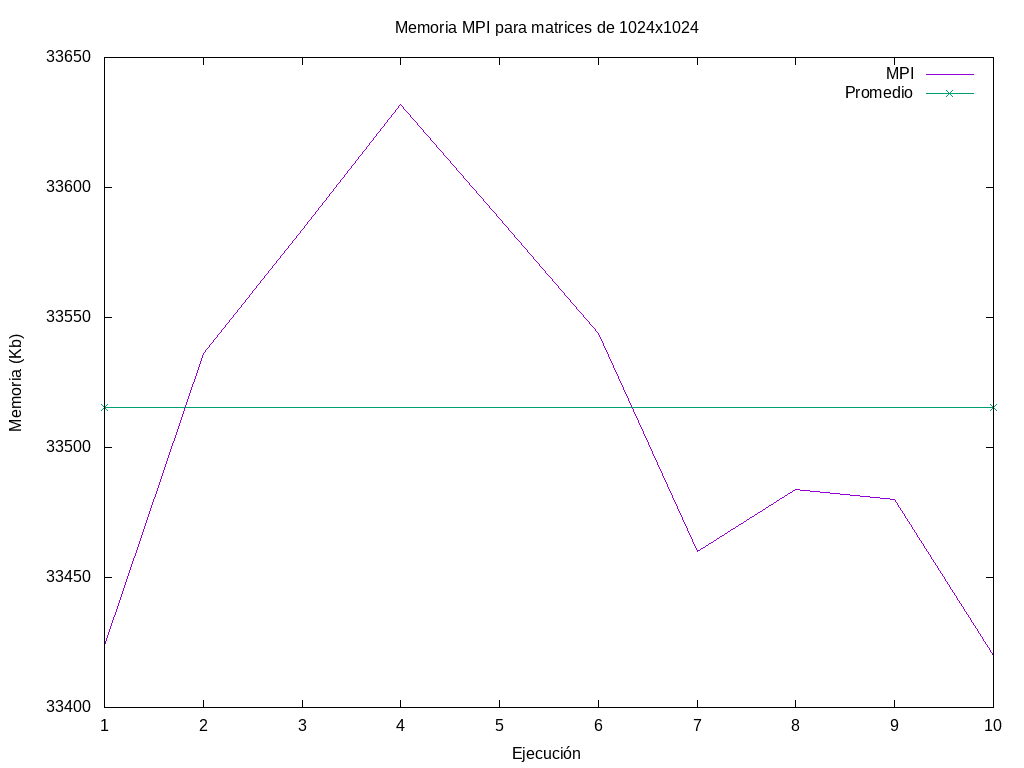 Memoria MPI para matrices de 1024x1024
MPI
Promedio
33650
33600
33550
33500
33450
33400
Memoria (Kb)
1 2 3 4 5 6 7 8 9 10
Ejecución